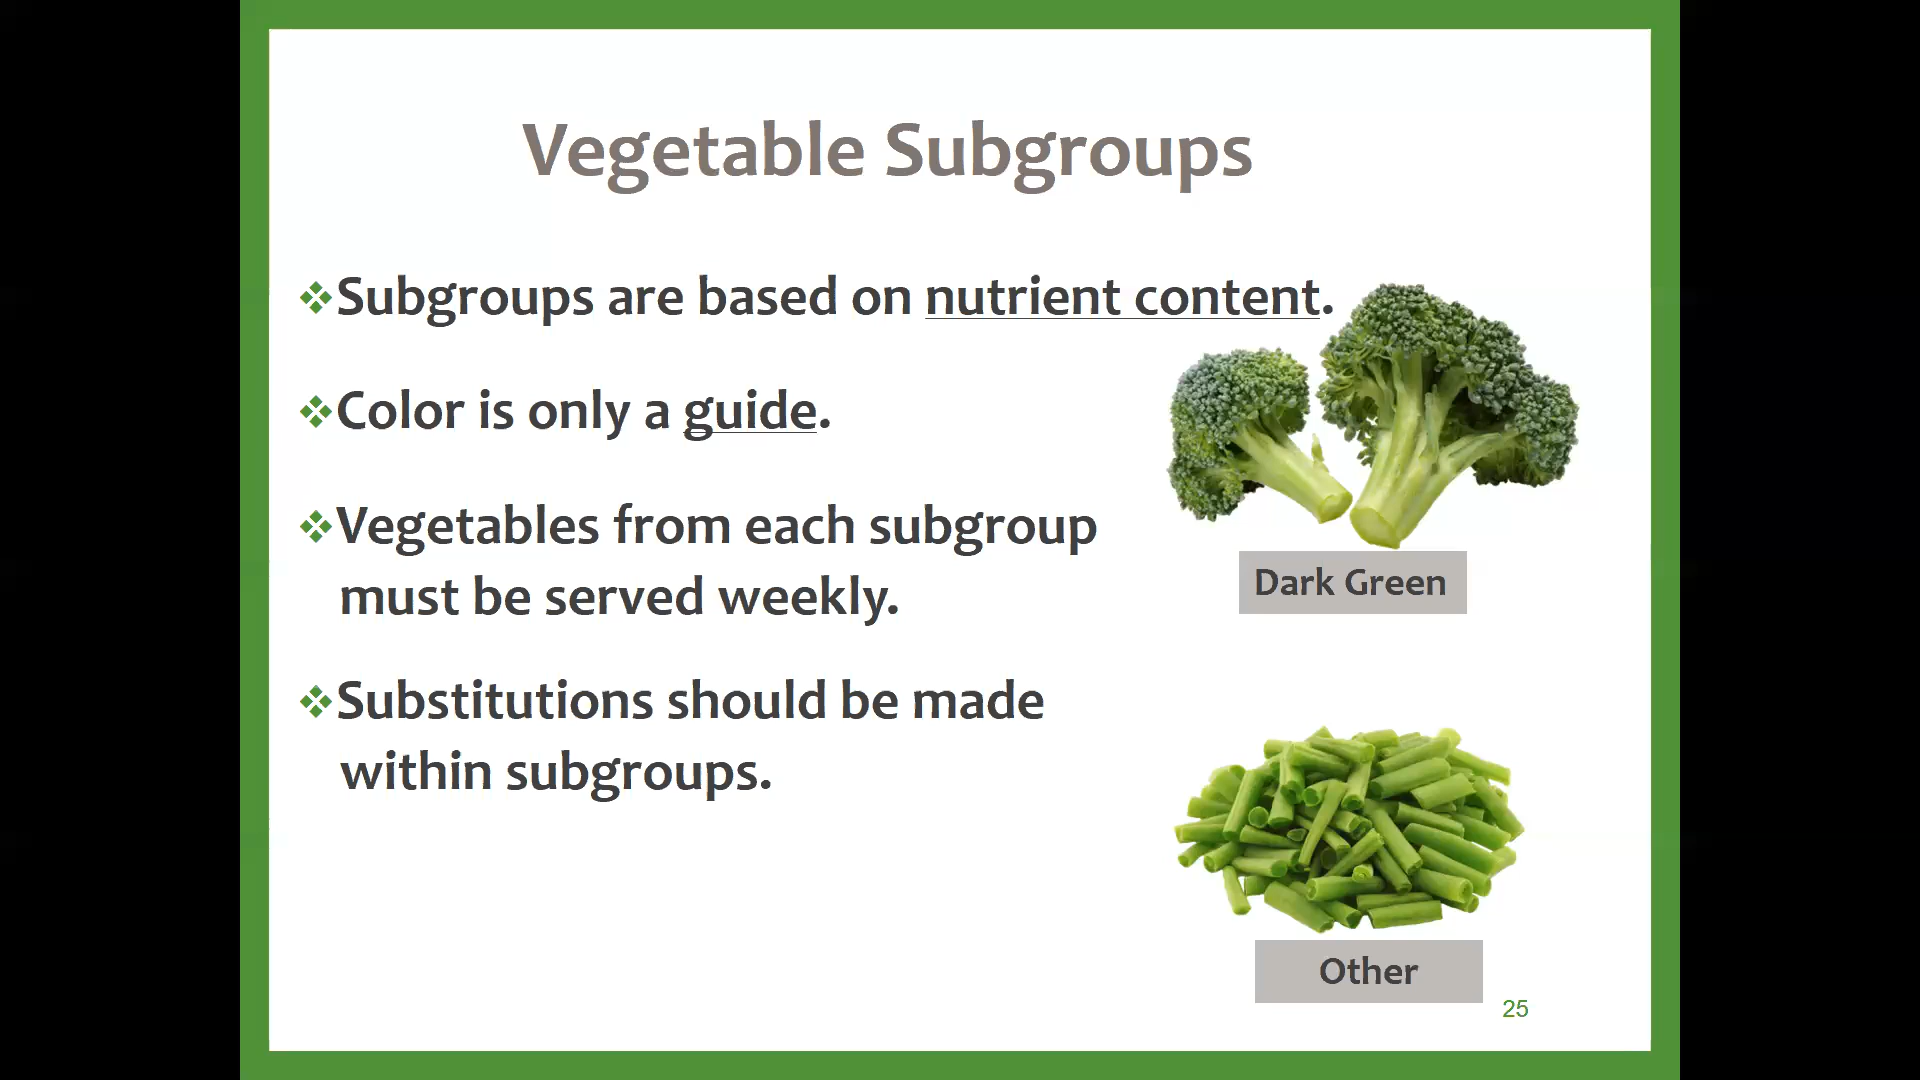 Vegetable Subgroups
Subgroups are based on nutrient content.
Color is only a guide.
Vegetables from each subgroup
must be served weekly.
Substitutions should be made
within subgroups.
Dark Green
Other
25